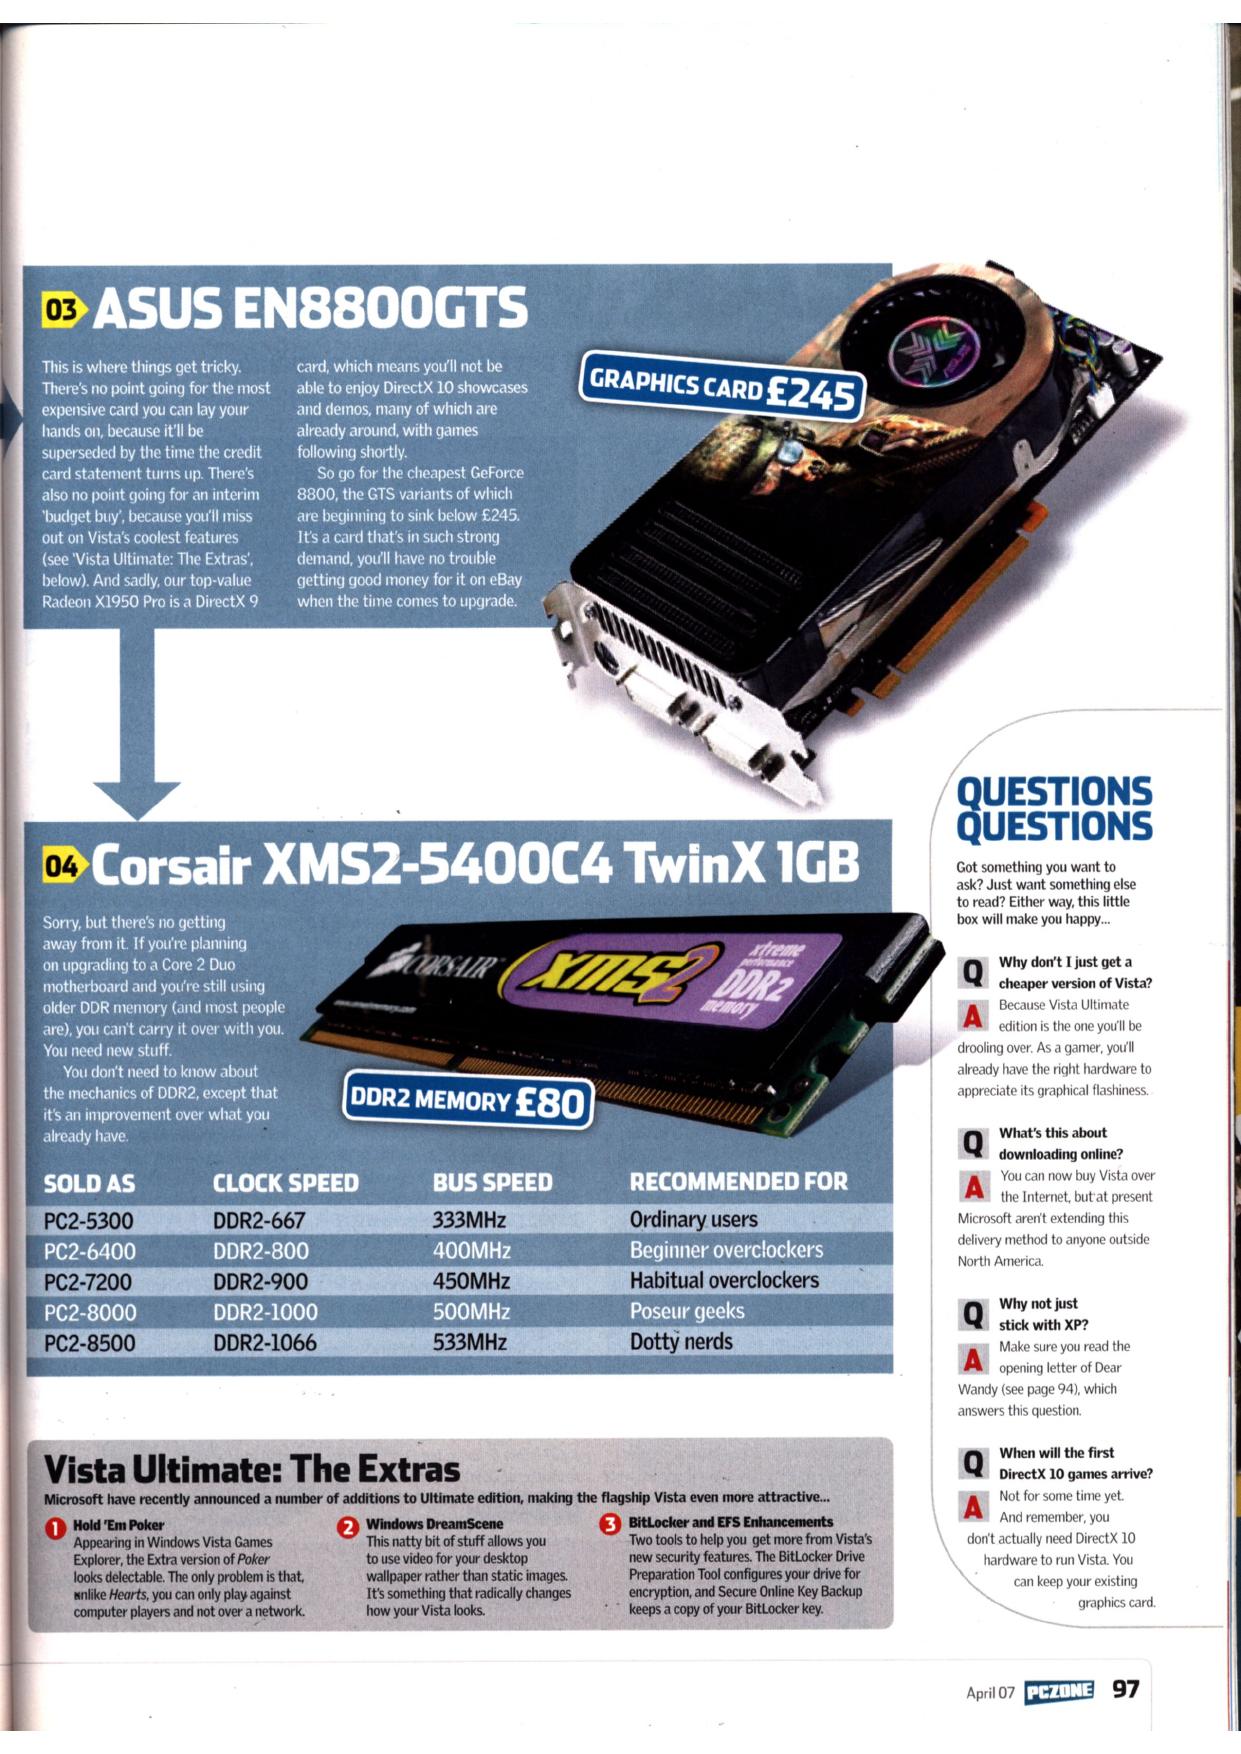 03 ASUS EN8800GTS
This is where things get tricky.
There's no point going for the most
expensive card you can lay your
hands on, because it'll be
superseded by the time the credit
card statement turns up. There's
also no point going for an interim
'budget buy', because you'll miss
out on Vista's coolest features
(see 'Vista Ultimate: The Extras',
below). And sadly, our top-value
Radeon X1950 Pro is a DirectX 9
card, which means you'll not be
able to enjoy DirectX 10 showcases
and demos, many of which are
already around, with games
following shortly.
So go for the cheapest GeForce
8800, the GTS variants of which
are beginning to sink below £245.
It's a card that's in such strong
demand, you'll have no trouble
getting good money for it on eBay
when the time comes to upgrade.
GRAPHICS CARD £245
04 Corsair XMS2-5400C4 TwinX 1GB
Sorry, but there's no getting
away from it. If you're planning
on upgrading to a Core 2 Duo
motherboard and you're still using
older DDR memory (and most people
are), you can't carry it over with you.
You need new stuff.
You don't need to know about
the mechanics of DDR2, except that
it's an improvement over what you
already have.
CORSAIR
XMS2
xtreme
performance
DDR2
memory
DDR2 MEMORY £80
SOLD AS CLOCK SPEED BUS SPEED RECOMMENDED FOR
PC2-5300 DDR2-667 333MHz Ordinary users
PC2-6400 DDR2-800 400MHz Beginner overclockers
PC2-7200 DDR2-900 450MHz Habitual overclockers
PC2-8000 DDR2-1000 500MHz Poseur geeks
PC2-8500 DDR2-1066 533MHz Dotty nerds
Vista Ultimate: The Extras
Microsoft have recently announced a number of additions to Ultimate edition, making the flagship Vista even more attractive...
1 Hold 'Em Poker
Appearing in Windows Vista Games
Explorer, the Extra version of Poker
looks delectable. The only problem is that,
unlike Hearts, you can only play against
computer players and not over a network.
2 Windows DreamScene
This natty bit of stuff allows you
to use video for your desktop
wallpaper rather than static images.
It's something that radically changes
how your Vista looks.
3 BitLocker and EFS Enhancements
Two tools to help you get more from Vista's
new security features. The BitLocker Drive
Preparation Tool configures your drive for
encryption, and Secure Online Key Backup
keeps a copy of your BitLocker key.
QUESTIONS
QUESTIONS
Got something you want to
ask? Just want something else
to read? Either way, this little
box will make you happy...
Q Why don't I just get a
cheaper version of Vista?
A Because Vista Ultimate
edition is the one you'll be
drooling over. As a gamer, you'll
already have the right hardware to
appreciate its graphical flashiness.
Q What's this about
downloading online?
A You can now buy Vista over
the Internet, but at present
Microsoft aren't extending this
delivery method to anyone outside
North America.
Q Why not just
stick with XP?
A Make sure you read the
opening letter of Dear
Wandy (see page 94), which
answers this question.
Q When will the first
DirectX 10 games arrive?
A Not for some time yet.
And remember, you
don't actually need DirectX 10
hardware to run Vista. You
can keep your existing
graphics card.
April 07 PCZONE 97